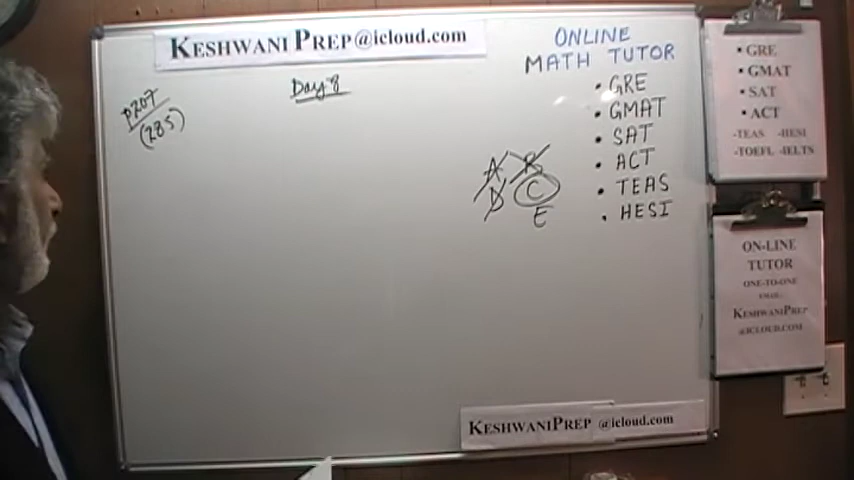 KESHWANI PREP@icloud.com
Day 8
P207
(285)
A B
D C
E
ONLINE
MATH TUTOR
• GRE
• GMAT
• SAT
• ACT
• TEAS
• HESI
• GRE
• GMAT
• SAT
• ACT
-TEAS -HESI
-TOEFL -IELTS
ON-LINE
TUTOR
ONE-TO-ONE
EMAIL:
KESHWANIPREP
@ICLOUD.COM
KESHWANIPREP @icloud.com